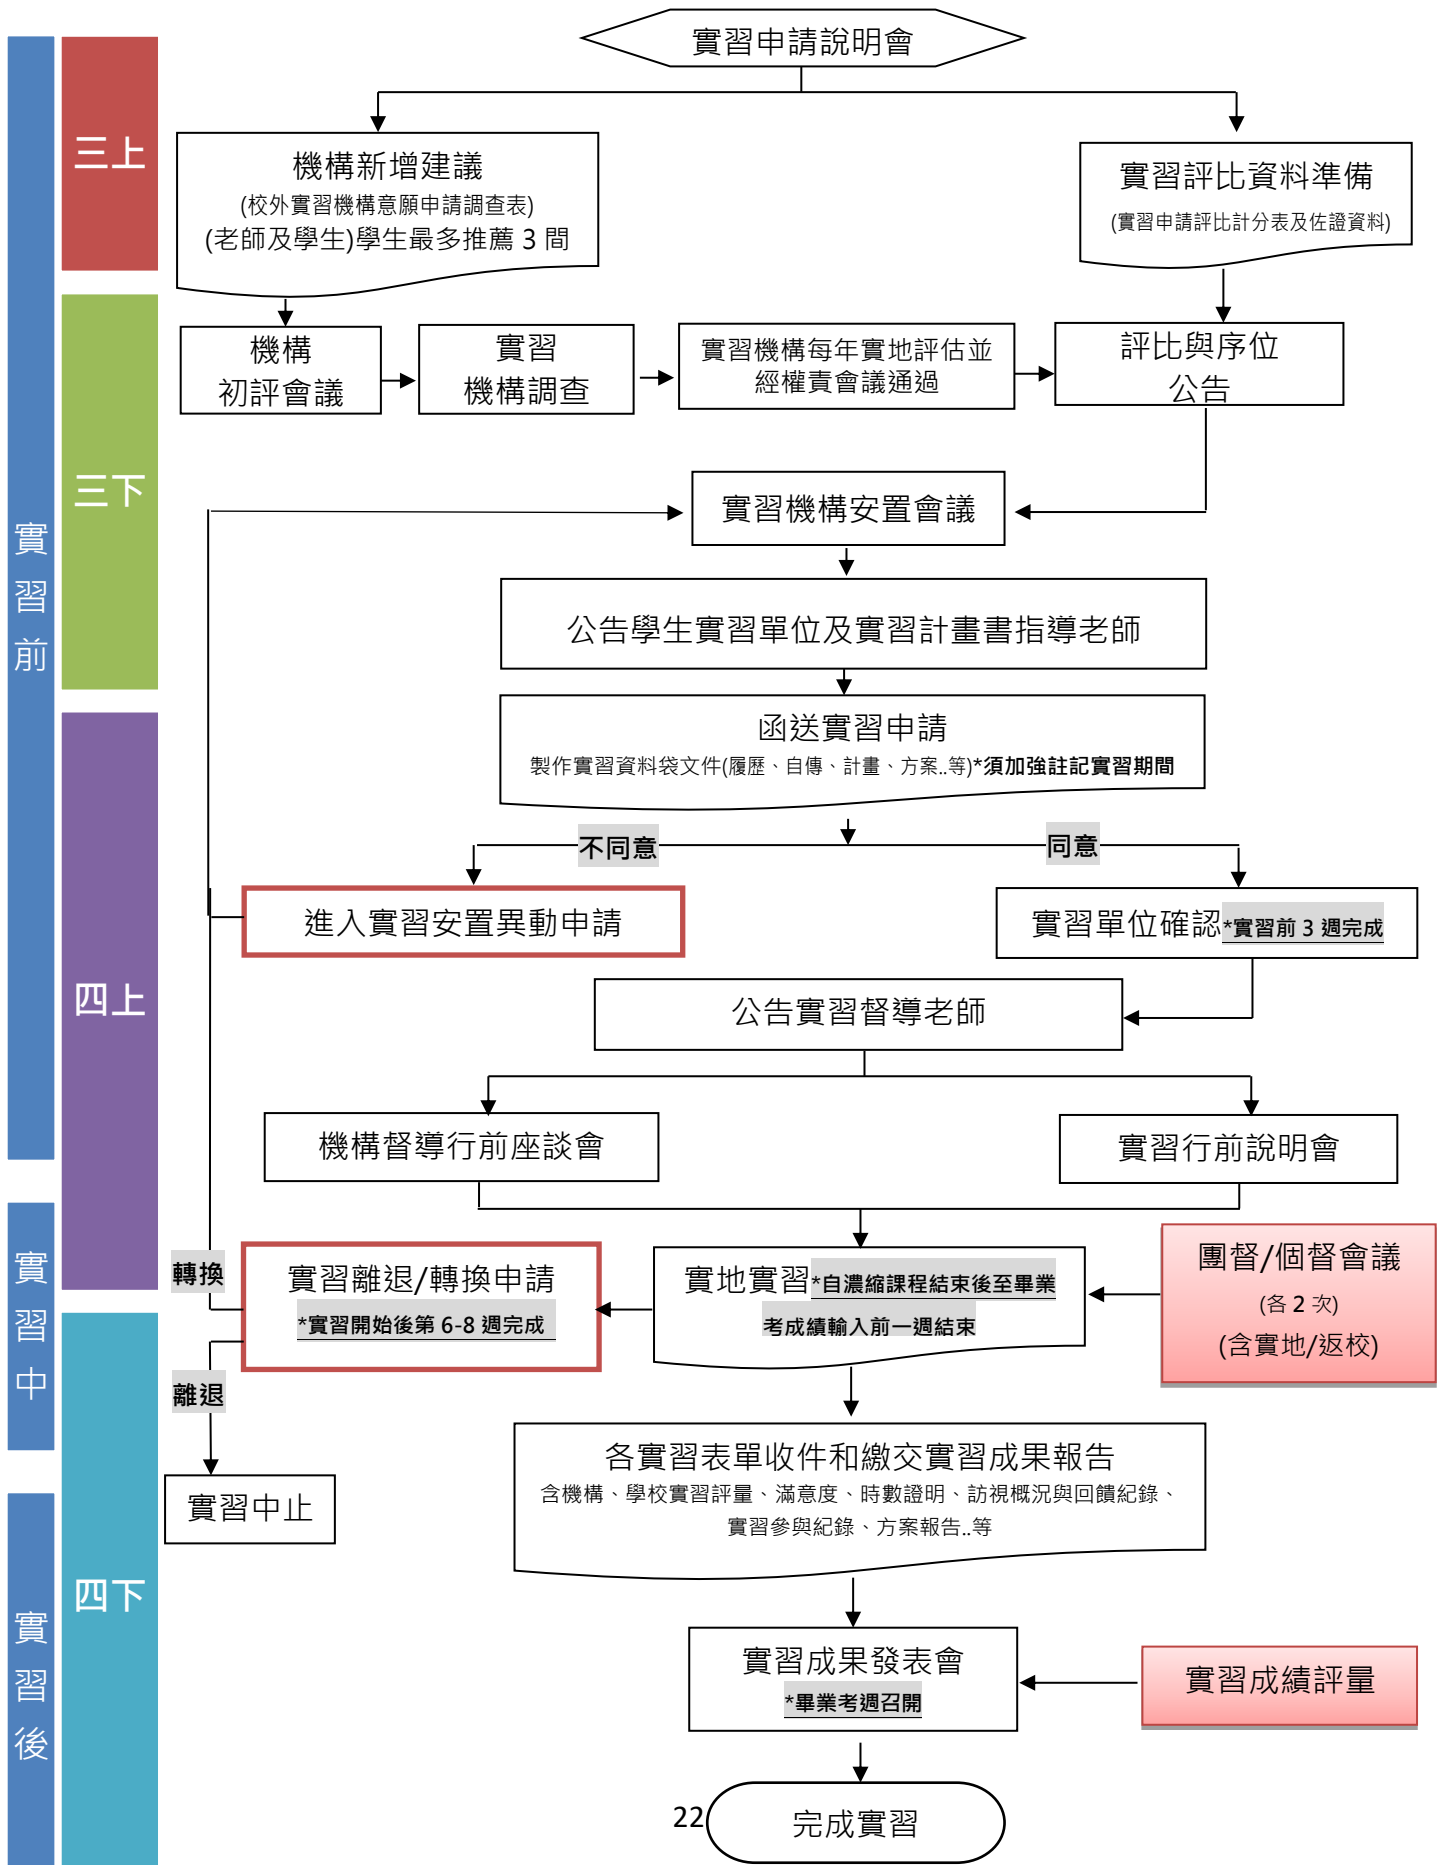 實習申請說明會
實習前
三上
機構新增建議
(校外實習機構意願申請調查表)
(老師及學生)學生最多推薦 3 間
實習評比資料準備
(實習申請評比計分表及佐證資料)
三下
機構
初評會議
實習
機構調查
實習機構每年實地評估並
經權責會議通過
評比與序位
公告
實習機構安置會議
公告學生實習單位及實習計畫書指導老師
四上
函送實習申請
製作實習資料袋文件(履歷、自傳、計畫、方案..等)*須加強註記實習期間
不同意
同意
進入實習安置異動申請
實習單位確認*實習前 3 週完成
公告實習督導老師
機構督導行前座談會
實習行前說明會
實習中
轉換
實習離退/轉換申請
*實習開始後第 6-8 週完成
實地實習*自濃縮課程結束後至畢業
考成績輸入前一週結束
團督/個督會議
(各 2 次)
(含實地/返校)
離退
實習中止
四下
各實習表單收件和繳交實習成果報告
含機構、學校實習評量、滿意度、時數證明、訪視概況與回饋紀錄、
實習參與紀錄、方案報告..等
實習後
實習成果發表會
*畢業考週召開
實習成績評量
22
完成實習